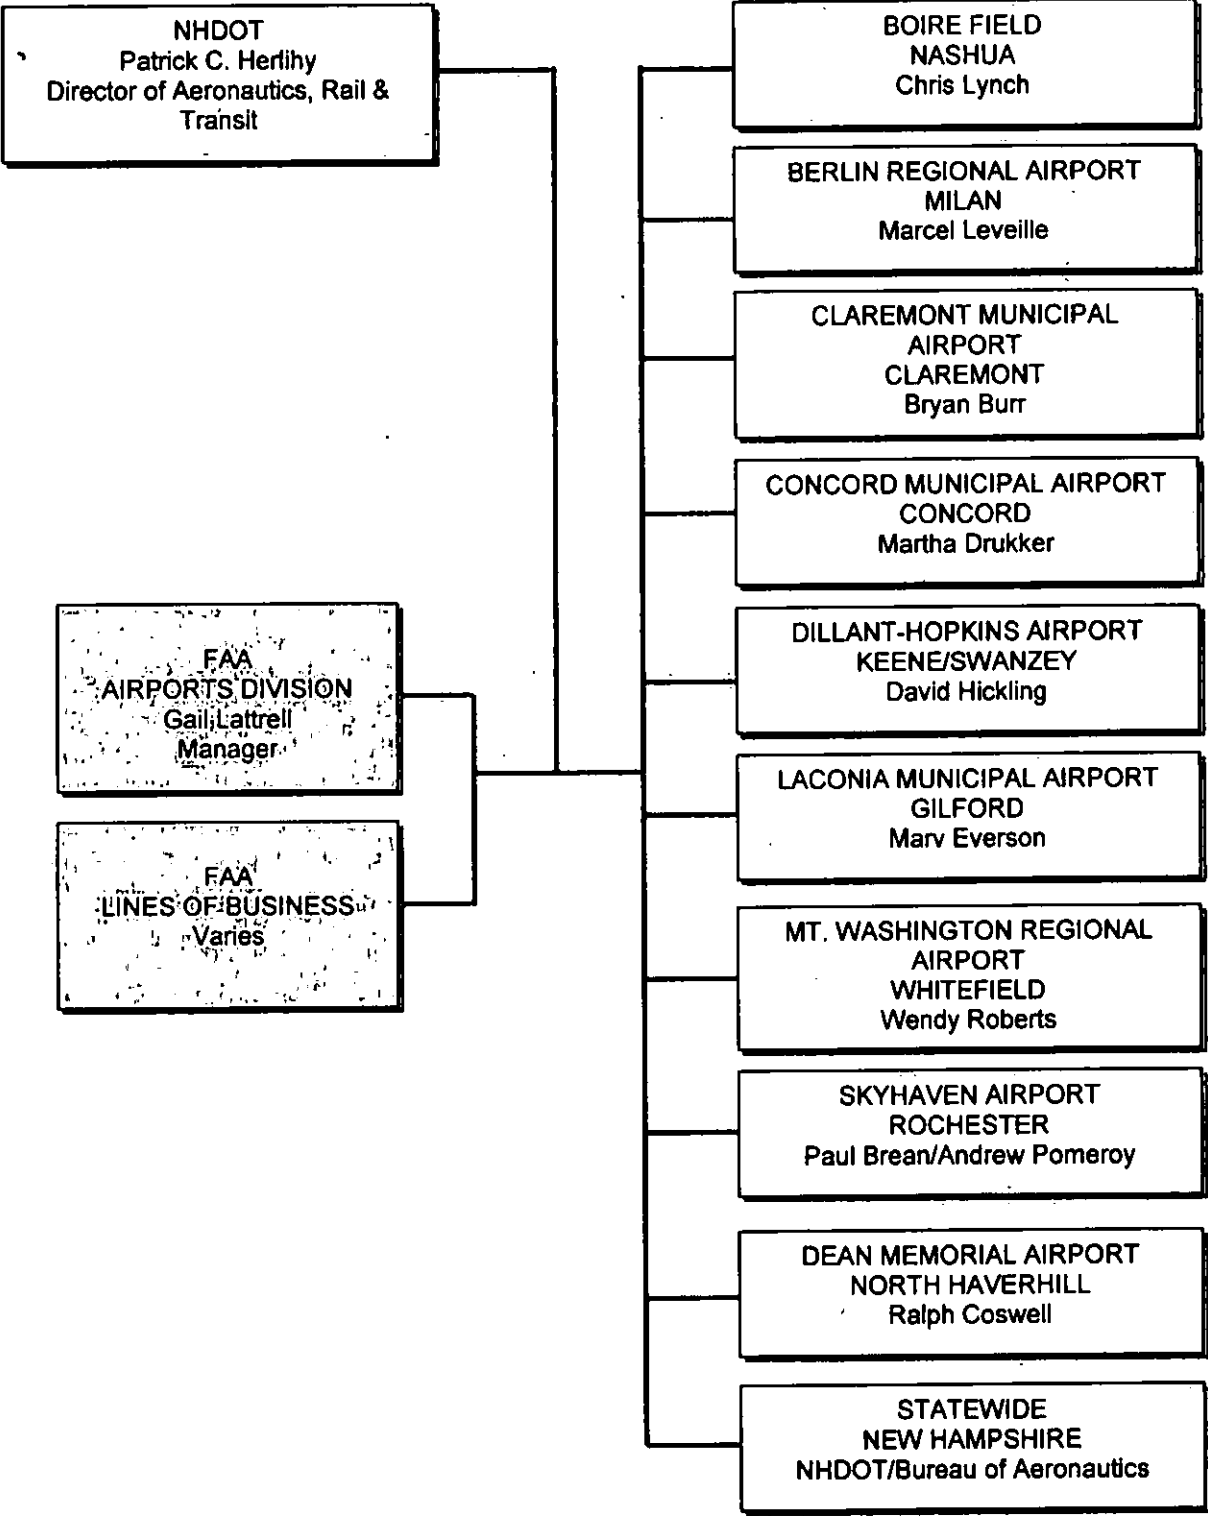 NHDOT
Patrick C. Herlihy
Director of Aeronautics, Rail &
Transit
FAA
AIRPORTS DIVISION
Gail Lattrell
Manager
FAA
LINES OF BUSINESS
Varies
BOIRE FIELD
NASHUA
Chris Lynch
BERLIN REGIONAL AIRPORT
MILAN
Marcel Leveille
CLAREMONT MUNICIPAL
AIRPORT
CLAREMONT
Bryan Burr
CONCORD MUNICIPAL AIRPORT
CONCORD
Martha Drukker
DILLANT-HOPKINS AIRPORT
KEENE/SWANZEY
David Hickling
LACONIA MUNICIPAL AIRPORT
GILFORD
Marv Everson
MT. WASHINGTON REGIONAL
AIRPORT
WHITEFIELD
Wendy Roberts
SKYHAVEN AIRPORT
ROCHESTER
Paul Brean/Andrew Pomeroy
DEAN MEMORIAL AIRPORT
NORTH HAVERHILL
Ralph Coswell
STATEWIDE
NEW HAMPSHIRE
NHDOT/Bureau of Aeronautics